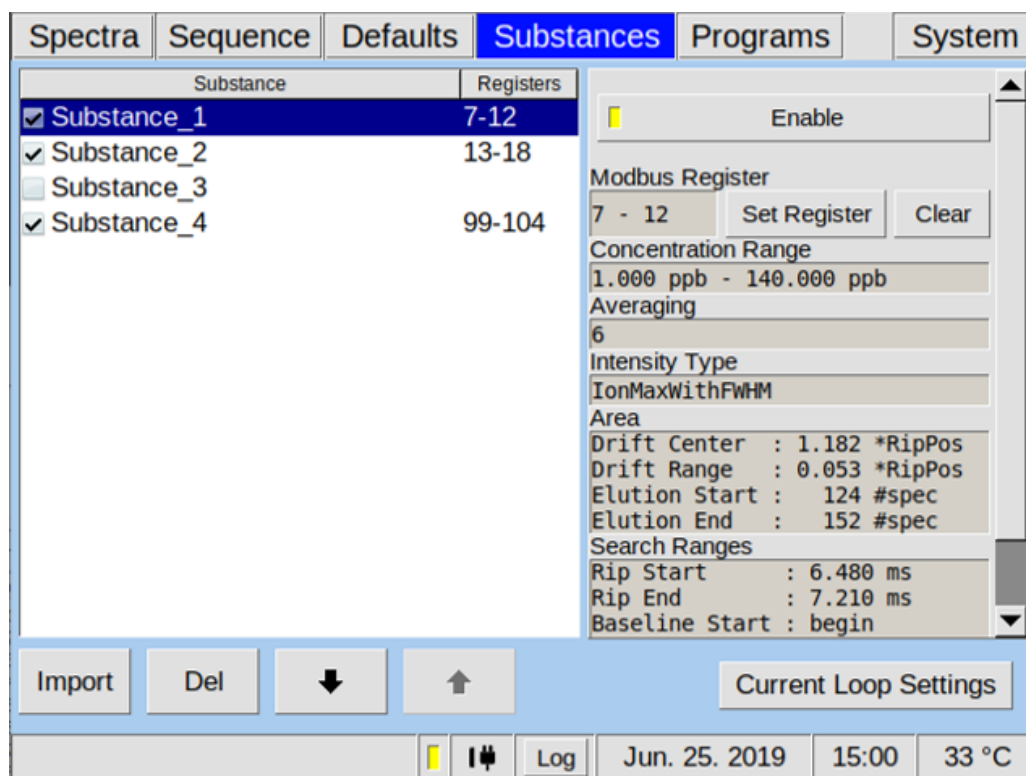 Spectra Sequence Defaults Substances Programs System
Substance Registers
Substance_1 7-12
Substance_2 13-18
Substance_3
Substance_4 99-104
Enable
Modbus Register
7 - 12 Set Register Clear
Concentration Range
1.000 ppb - 140.000 ppb
Averaging
6
Intensity Type
IonMaxWithFWHM
Area
Drift Center : 1.182 *RipPos
Drift Range : 0.053 *RipPos
Elution Start : 124 #spec
Elution End : 152 #spec
Search Ranges
Rip Start : 6.480 ms
Rip End : 7.210 ms
Baseline Start : begin
Import Del Current Loop Settings
Log Jun. 25. 2019 15:00 33 °C